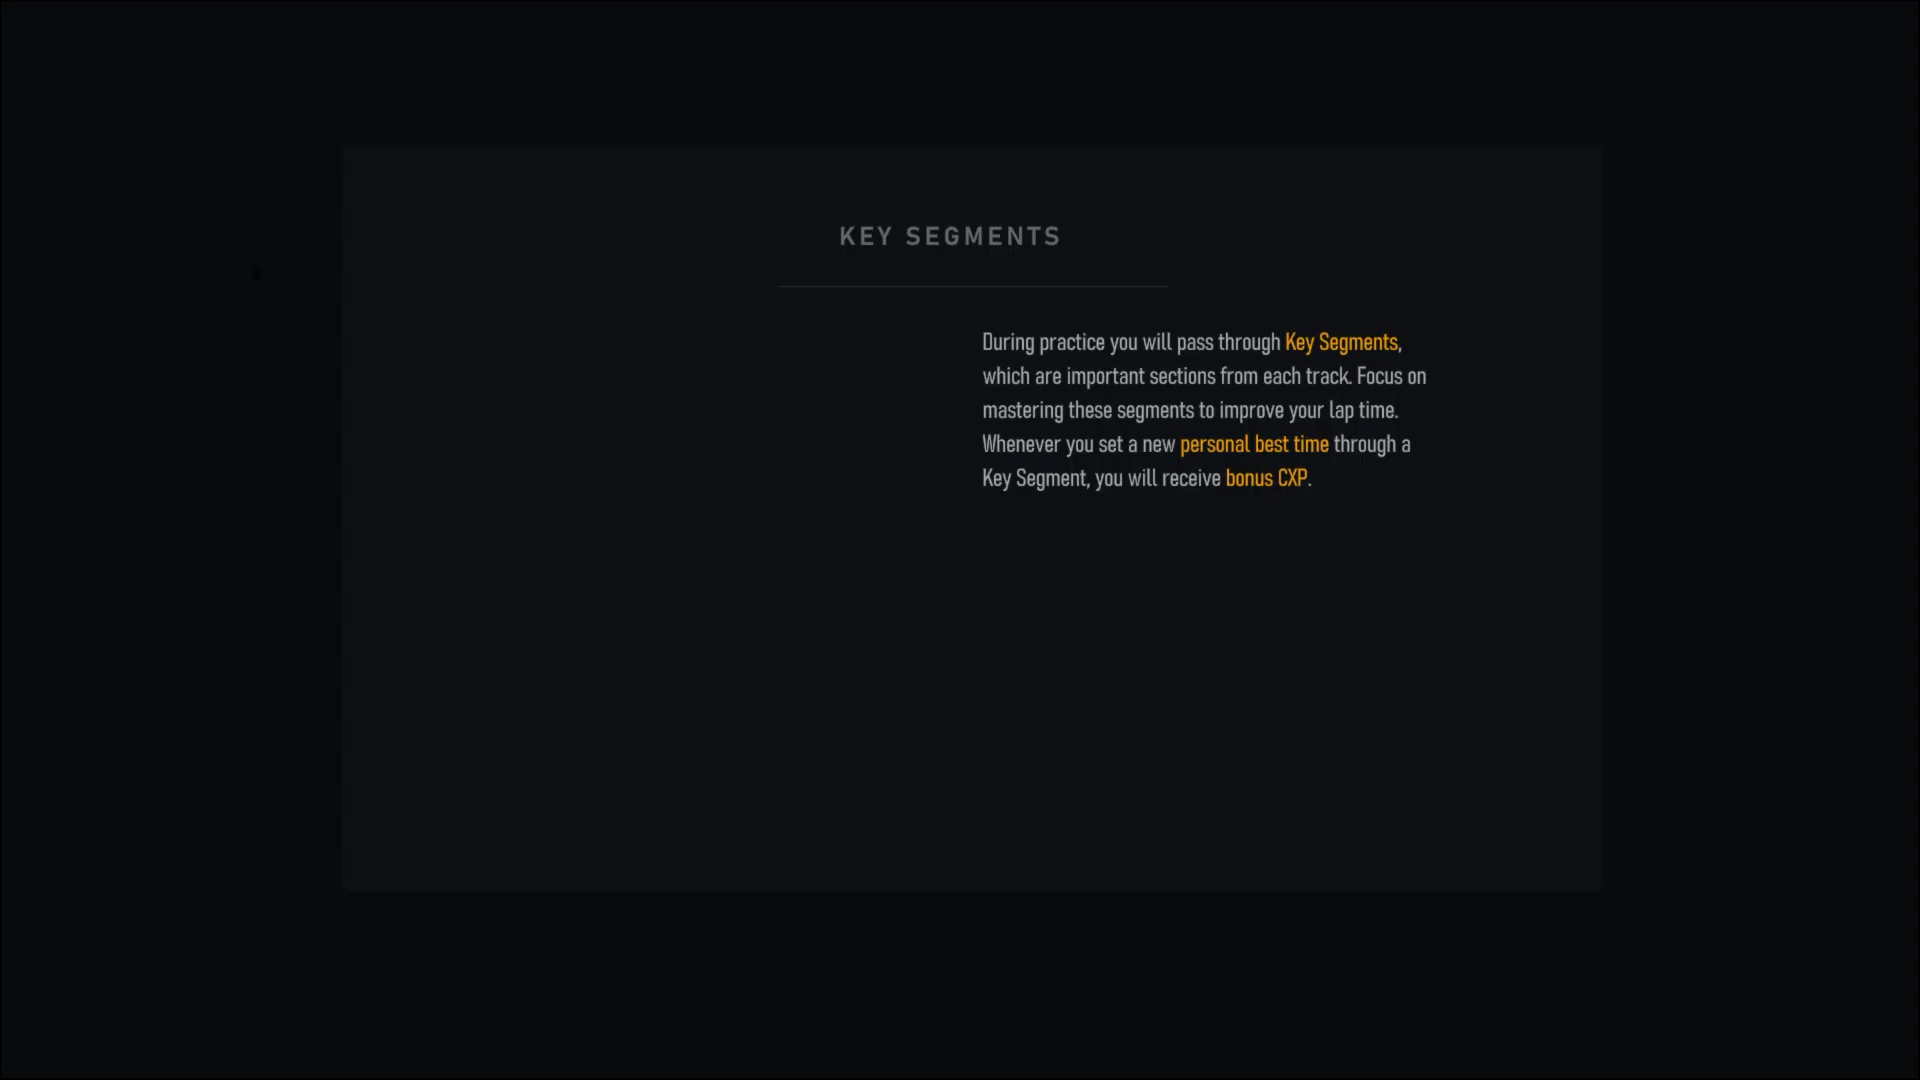 KEY SEGMENTS
During practice you will pass through Key Segments,
which are important sections from each track. Focus on
mastering these segments to improve your lap time.
Whenever you set a new personal best time through a
Key Segment, you will receive bonus CXP.